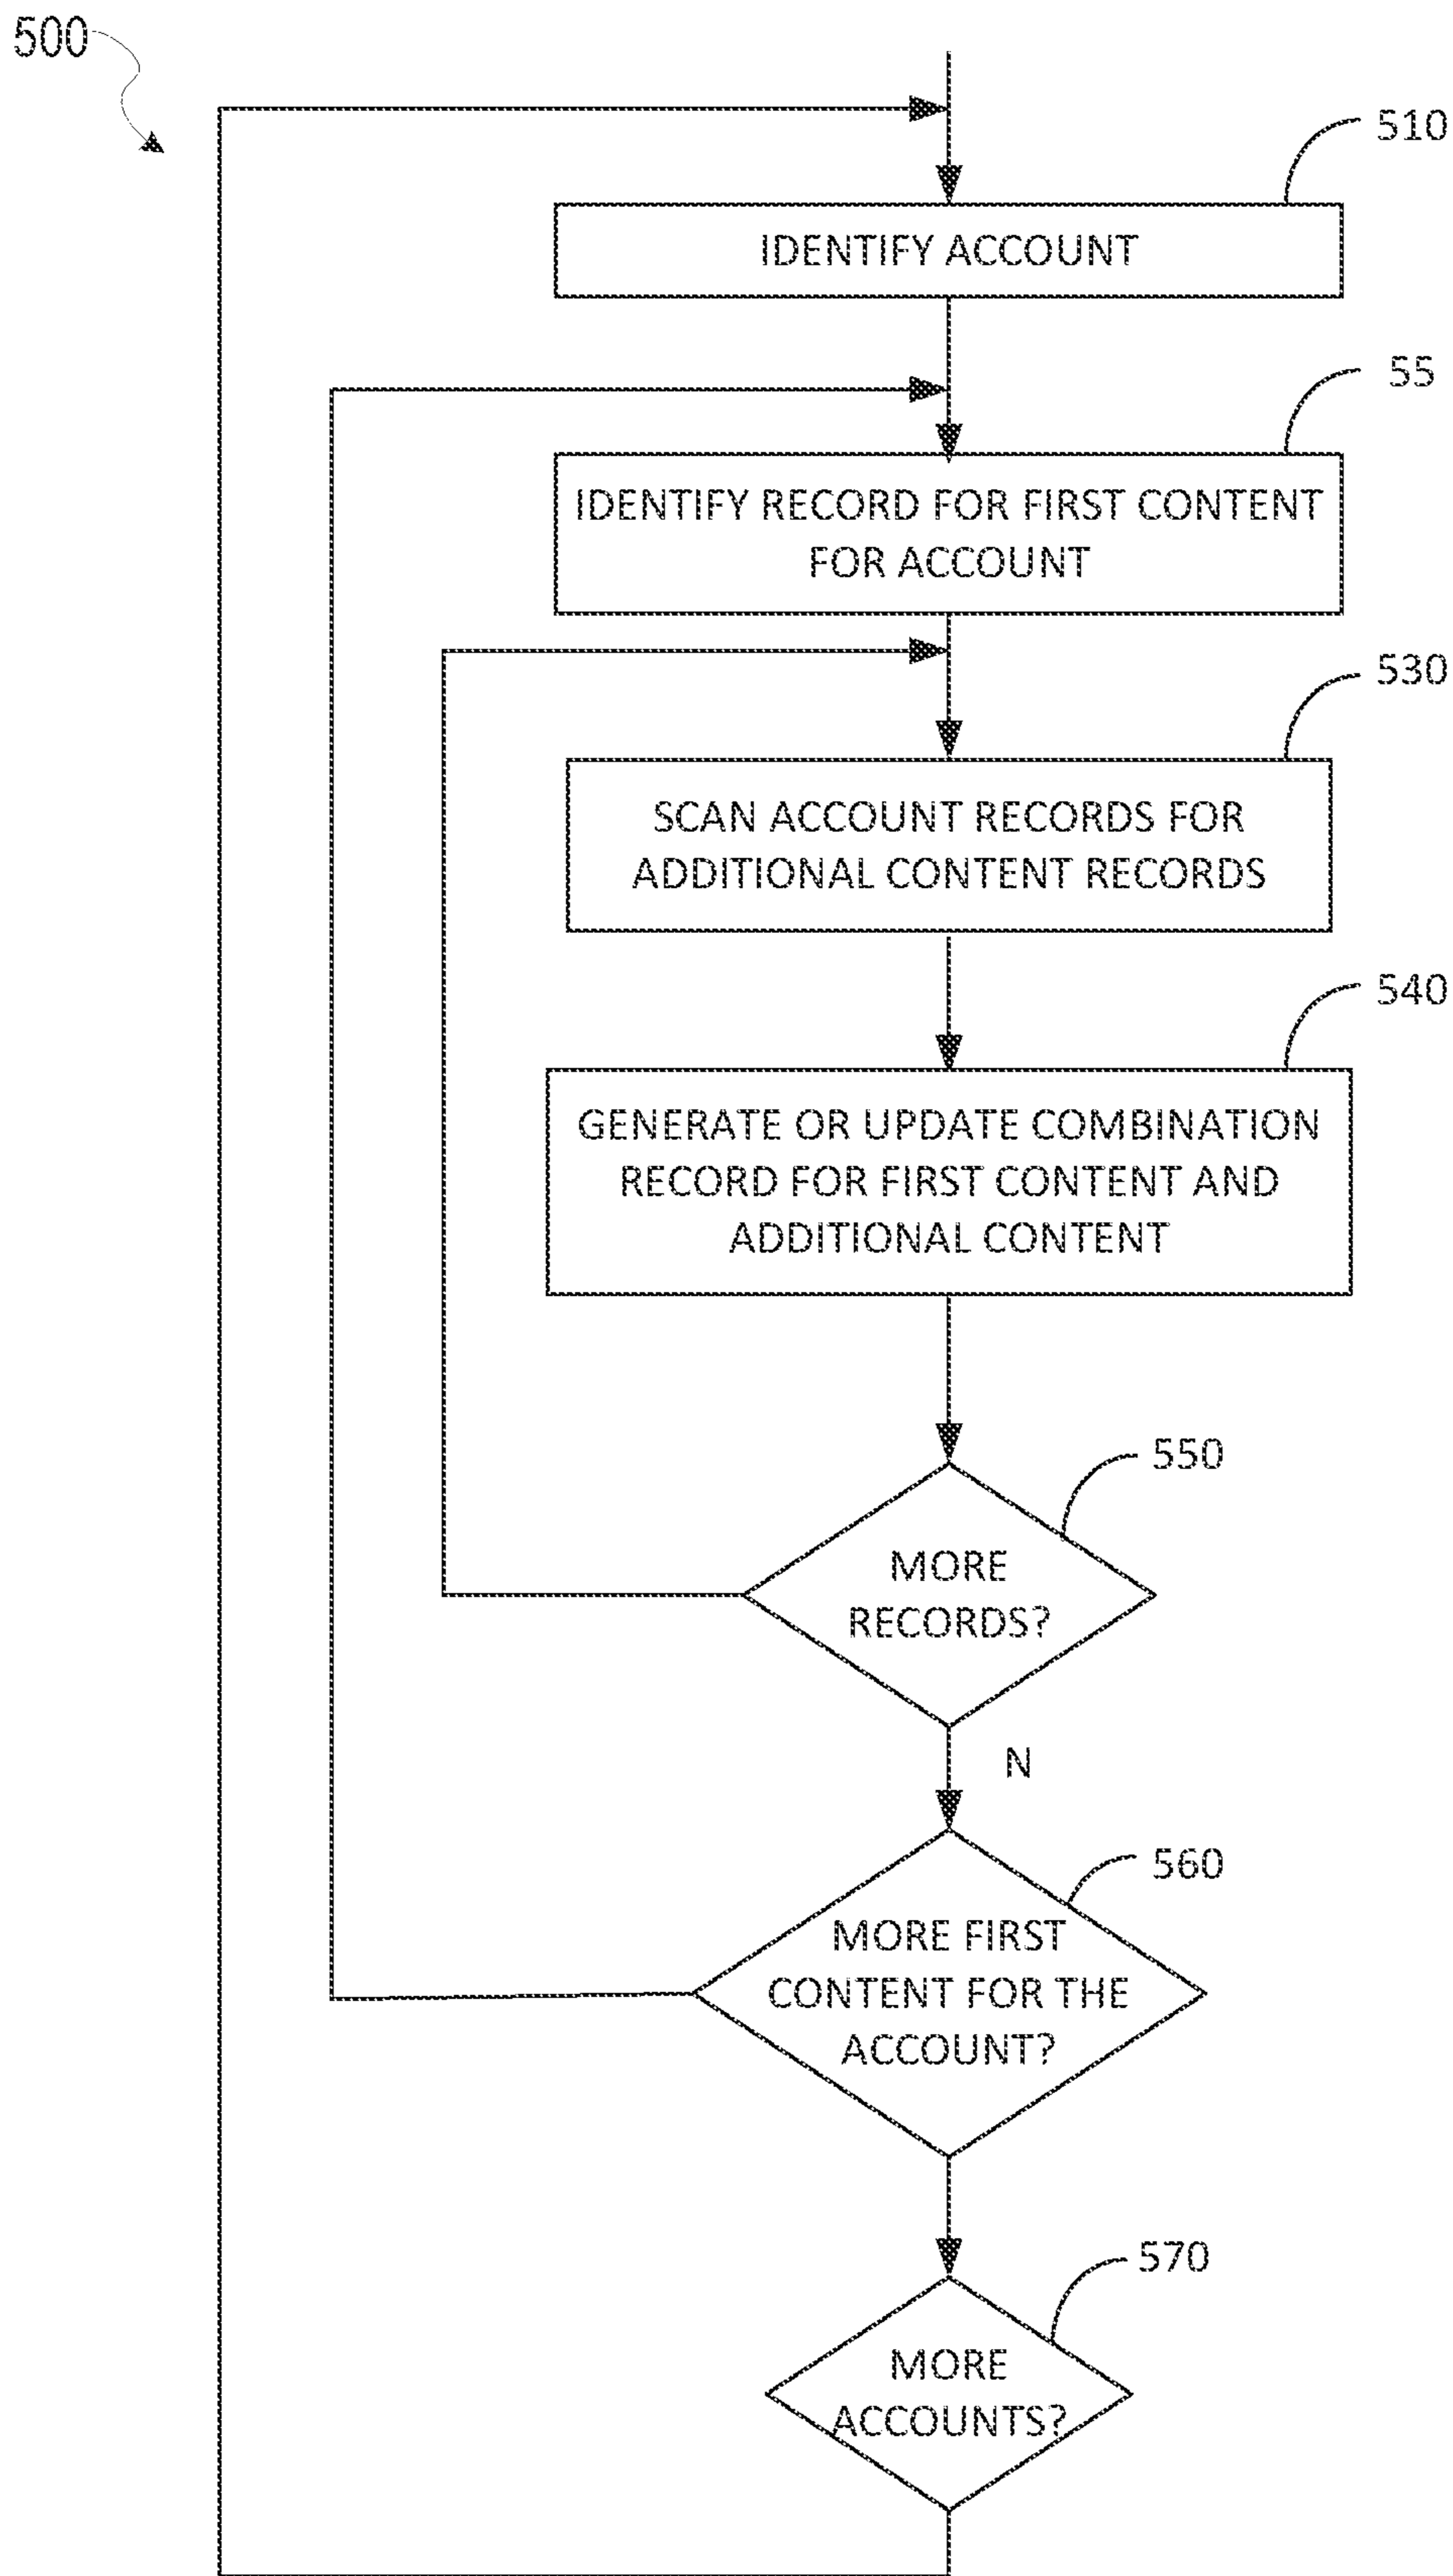 500
510
IDENTIFY ACCOUNT
55
IDENTIFY RECORD FOR FIRST CONTENT
FOR ACCOUNT
530
SCAN ACCOUNT RECORDS FOR
ADDITIONAL CONTENT RECORDS
540
GENERATE OR UPDATE COMBINATION
RECORD FOR FIRST CONTENT AND
ADDITIONAL CONTENT
550
MORE
RECORDS?
N
560
MORE FIRST
CONTENT FOR THE
ACCOUNT?
570
MORE
ACCOUNTS?